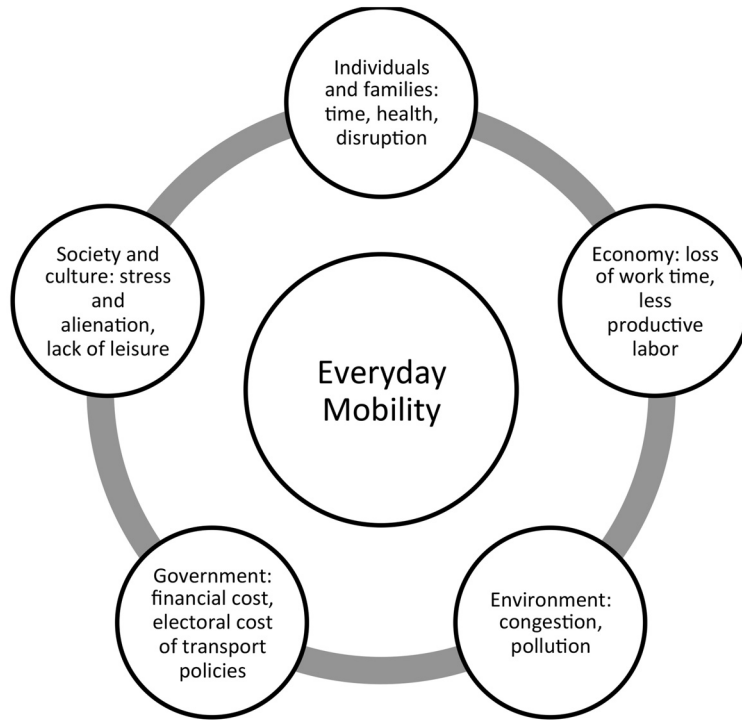 Individuals
and families:
time, health,
disruption
Society and
culture: stress
and
alienation,
lack of leisure
Economy: loss
of work time,
less
productive
labor
Everyday
Mobility
Government:
financial cost,
electoral cost
of transport
policies
Environment:
congestion,
pollution